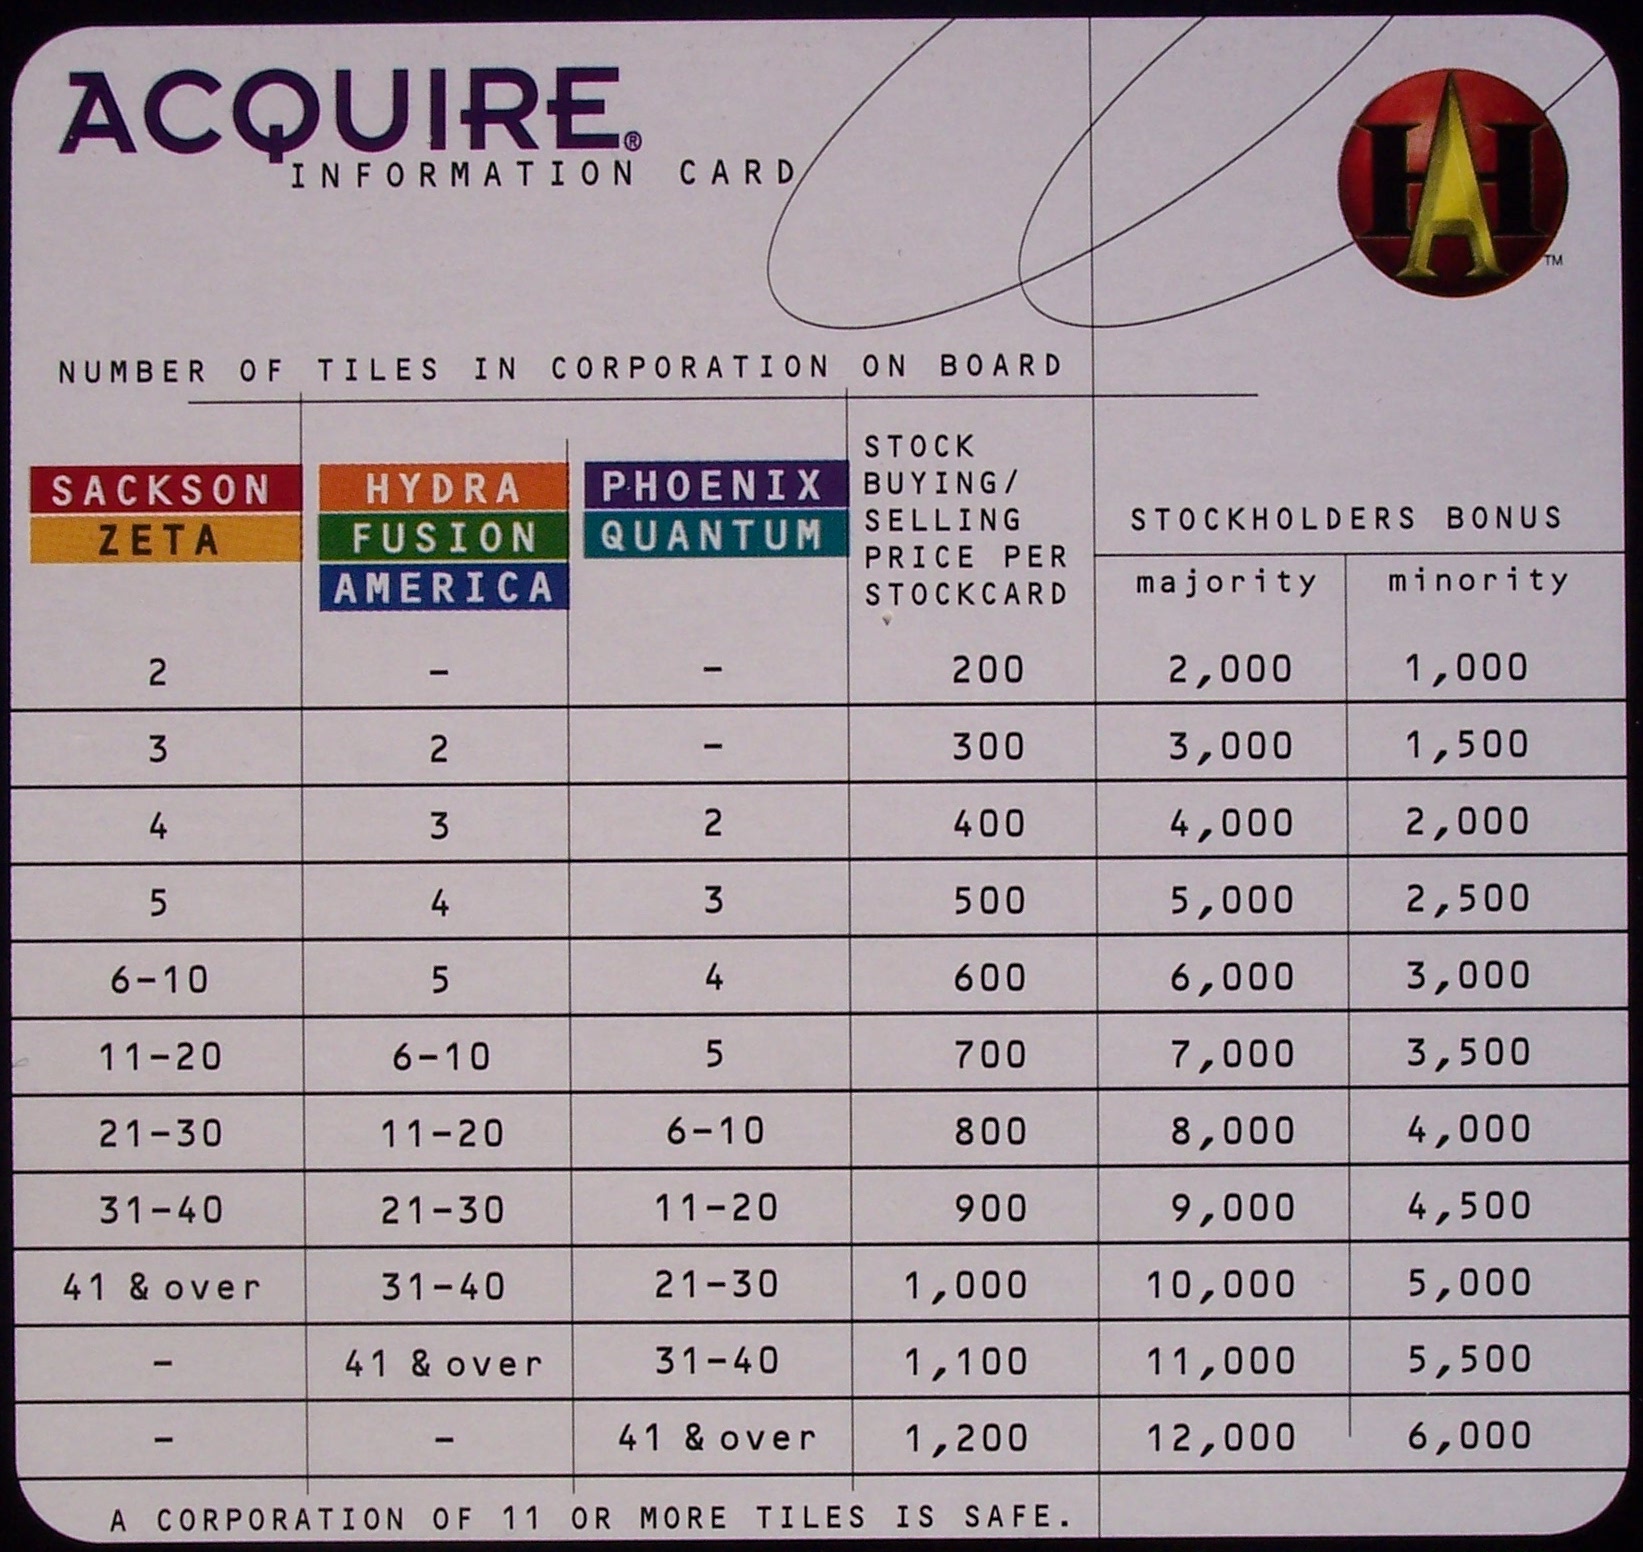 ACQUIRE®
INFORMATION CARD
HA
TM
NUMBER OF TILES IN CORPORATION ON BOARD
SACKSON
ZETA
HYDRA
FUSION
AMERICA
PHOENIX
QUANTUM
STOCK
BUYING/
SELLING
PRICE PER
STOCKCARD
STOCKHOLDERS BONUS
majority minority
2 – – 200 2,000 1,000
3 2 – 300 3,000 1,500
4 3 2 400 4,000 2,000
5 4 3 500 5,000 2,500
6–10 5 4 600 6,000 3,000
11–20 6–10 5 700 7,000 3,500
21–30 11–20 6–10 800 8,000 4,000
31–40 21–30 11–20 900 9,000 4,500
41 & over 31–40 21–30 1,000 10,000 5,000
– 41 & over 31–40 1,100 11,000 5,500
– – 41 & over 1,200 12,000 6,000
A CORPORATION OF 11 OR MORE TILES IS SAFE.